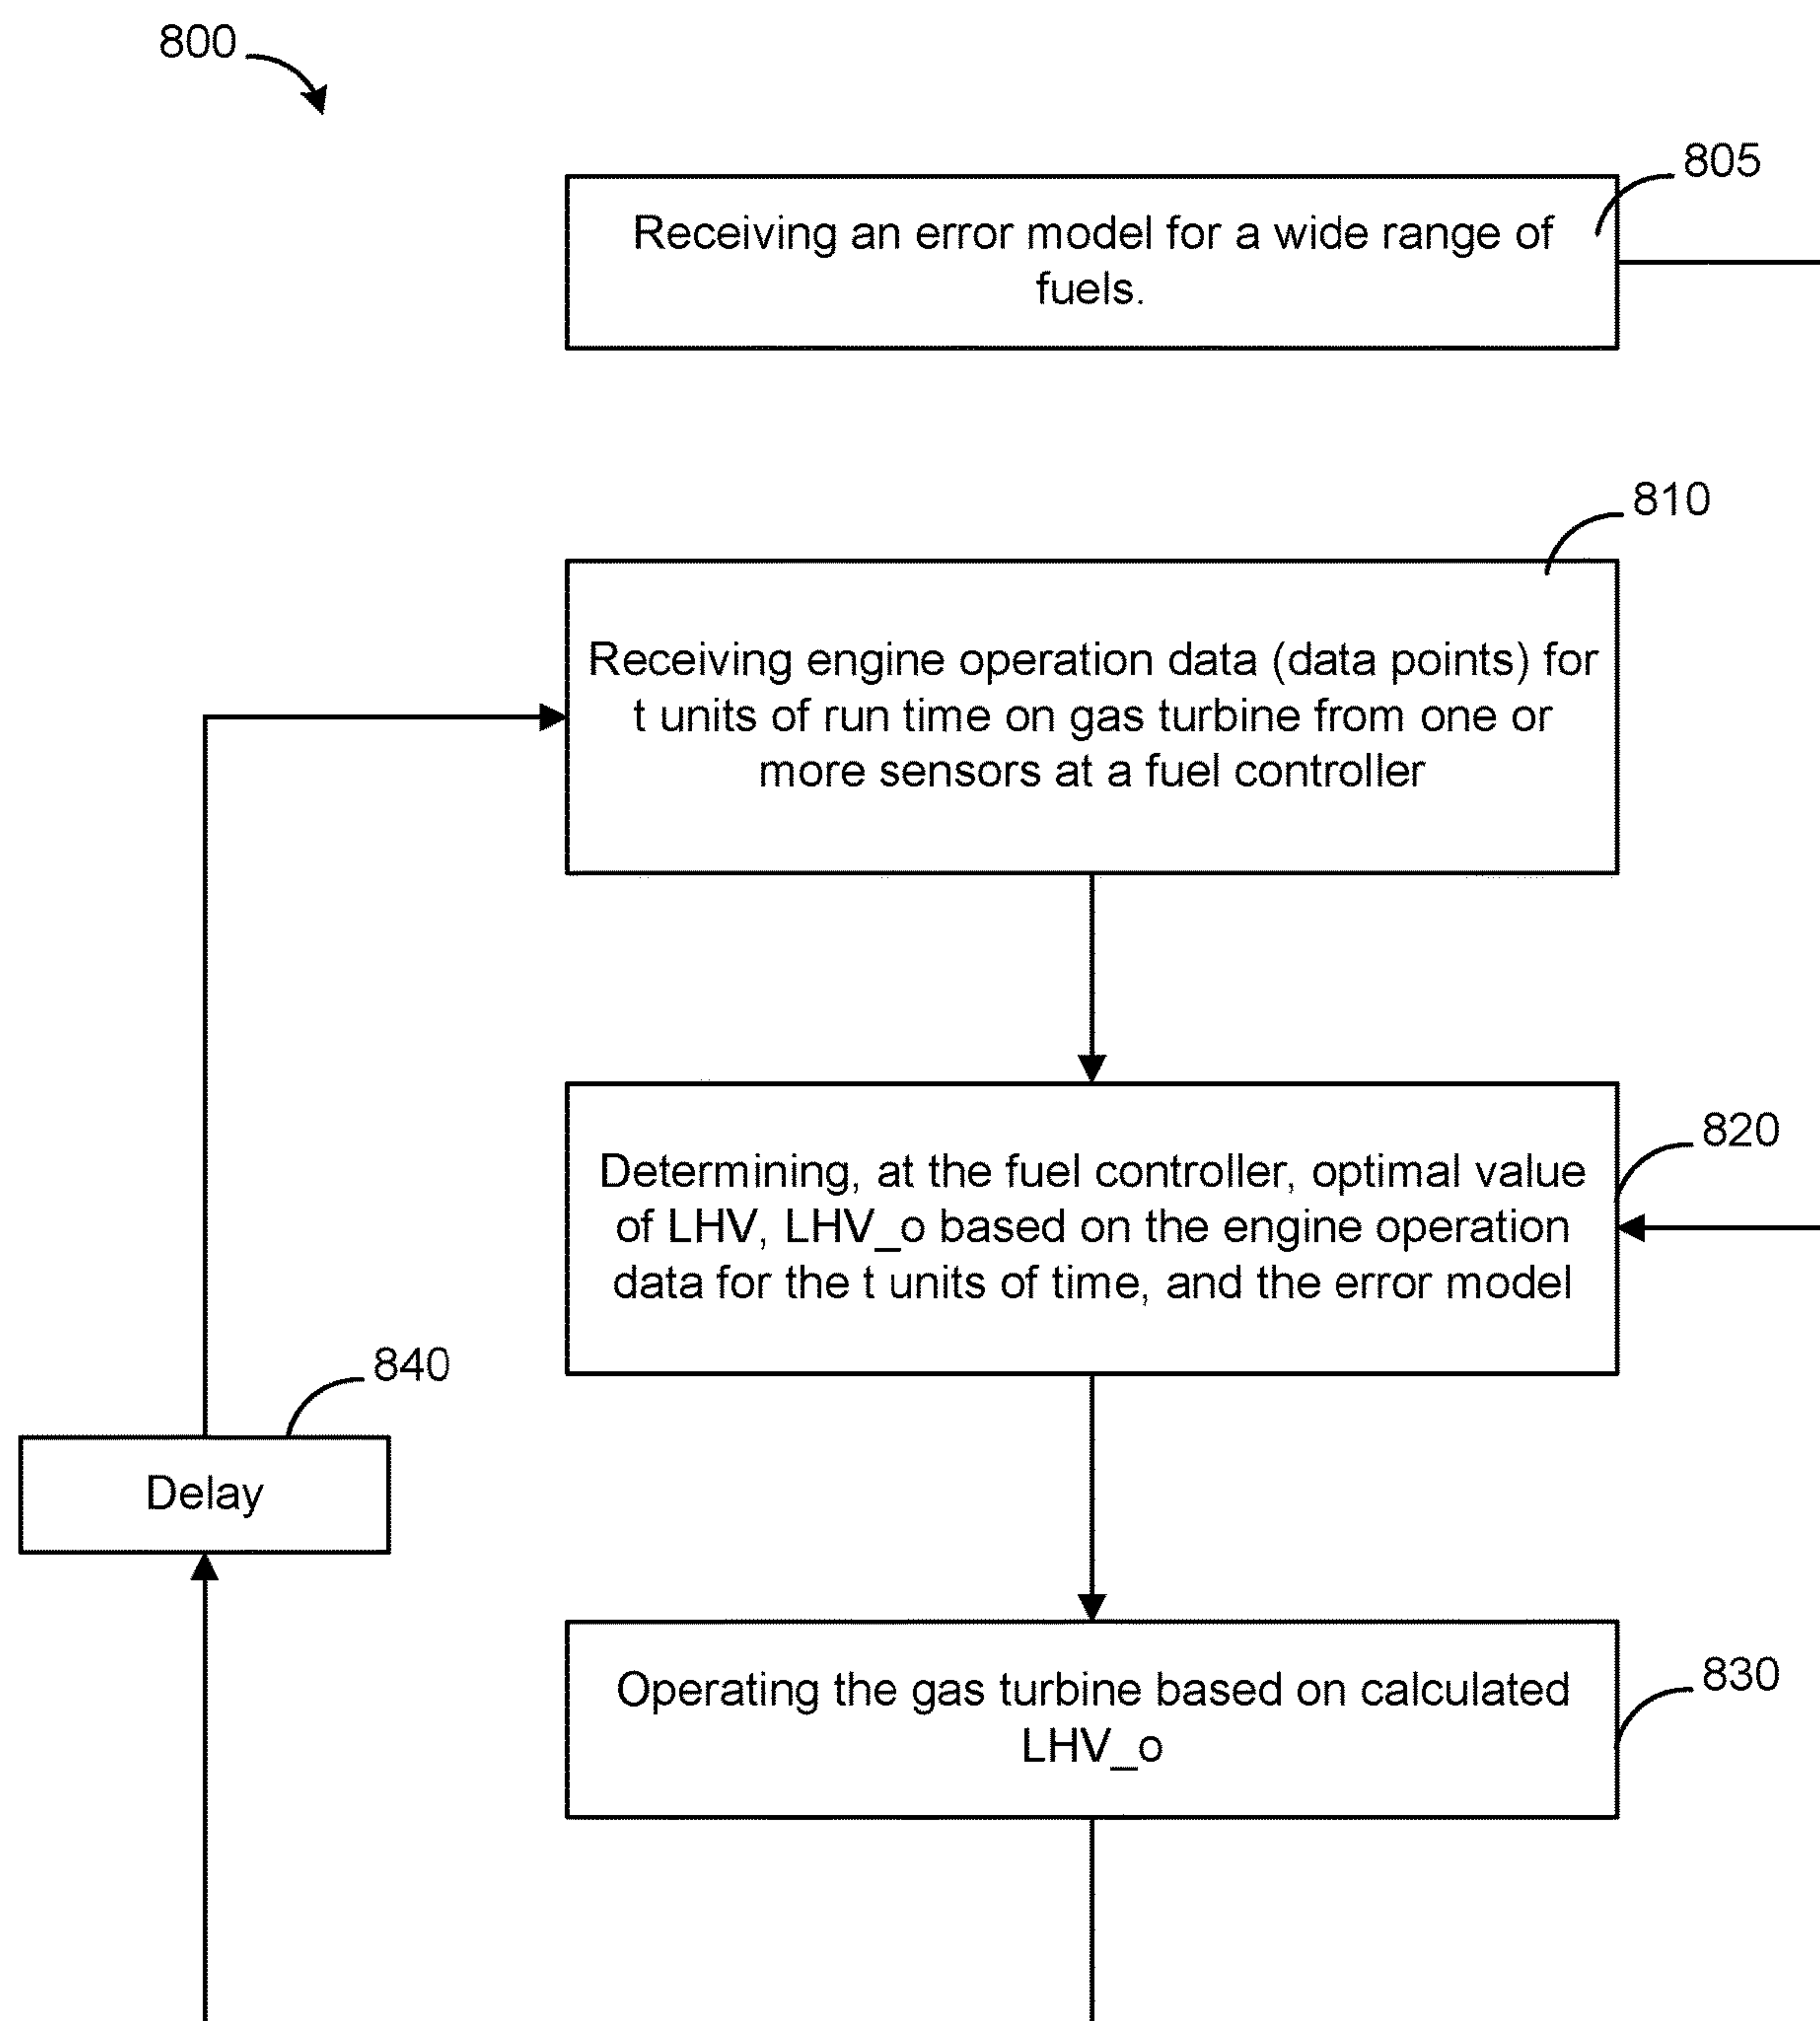 800
805
Receiving an error model for a wide range of
fuels.
810
Receiving engine operation data (data points) for
t units of run time on gas turbine from one or
more sensors at a fuel controller
820
Determining, at the fuel controller, optimal value
of LHV, LHV_o based on the engine operation
data for the t units of time, and the error model
840
Delay
830
Operating the gas turbine based on calculated
LHV_o